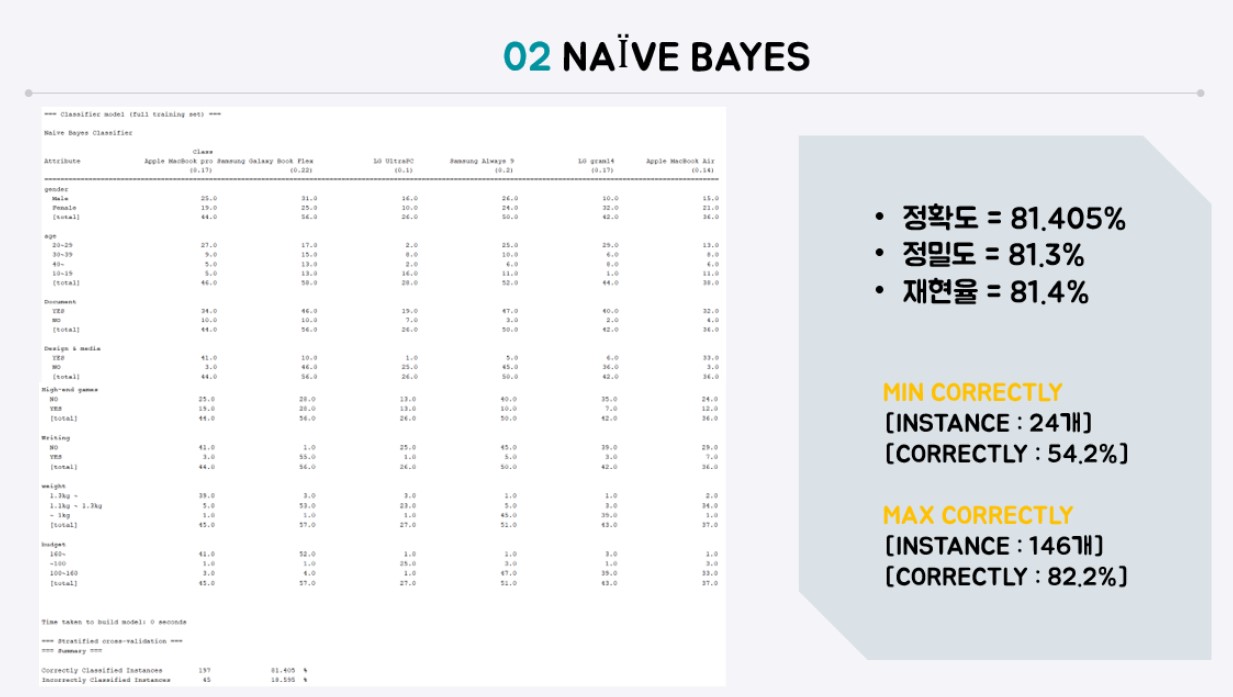 02 NAÏVE BAYES
=== Classifier model (full training set) ===
Naive Bayes Classifier
Class
Attribute Apple MacBook pro Samsung Galaxy Book Flex LG UltraPC Samsung Always 9 LG gram14 Apple MacBook Air
(0.17) (0.22) (0.1) (0.2) (0.17) (0.14)
gender
Male 25.0 31.0 16.0 26.0 10.0 15.0
Female 19.0 25.0 10.0 24.0 32.0 21.0
[total] 44.0 56.0 26.0 50.0 42.0 36.0
age
20~29 27.0 17.0 2.0 25.0 29.0 13.0
30~39 9.0 15.0 8.0 10.0 6.0 8.0
40~ 5.0 13.0 2.0 6.0 8.0 6.0
10~19 5.0 13.0 16.0 11.0 1.0 11.0
[total] 46.0 58.0 28.0 52.0 44.0 38.0
Document
YES 34.0 46.0 19.0 47.0 40.0 32.0
NO 10.0 10.0 7.0 3.0 2.0 4.0
[total] 44.0 56.0 26.0 50.0 42.0 36.0
Design & media
YES 41.0 10.0 1.0 5.0 6.0 33.0
NO 3.0 46.0 25.0 45.0 36.0 3.0
[total] 44.0 56.0 26.0 50.0 42.0 36.0
High-end games
NO 25.0 28.0 13.0 40.0 35.0 24.0
YES 19.0 28.0 13.0 10.0 7.0 12.0
[total] 44.0 56.0 26.0 50.0 42.0 36.0
Writing
NO 41.0 1.0 25.0 45.0 39.0 29.0
YES 3.0 55.0 1.0 5.0 3.0 7.0
[total] 44.0 56.0 26.0 50.0 42.0 36.0
weight
1.3kg ~ 39.0 3.0 3.0 1.0 1.0 2.0
1.1kg ~ 1.3kg 5.0 53.0 23.0 5.0 3.0 34.0
~ 1kg 1.0 1.0 1.0 45.0 39.0 1.0
[total] 45.0 57.0 27.0 51.0 43.0 37.0
budget
160~ 41.0 52.0 1.0 1.0 3.0 1.0
~100 1.0 1.0 25.0 3.0 1.0 3.0
100~160 3.0 4.0 1.0 47.0 39.0 33.0
[total] 45.0 57.0 27.0 51.0 43.0 37.0
Time taken to build model: 0 seconds
=== Stratified cross-validation ===
=== Summary ===
Correctly Classified Instances 197 81.405 %
Incorrectly Classified Instances 45 18.595 %
• 정확도 = 81.405%
• 정밀도 = 81.3%
• 재현율 = 81.4%
MIN CORRECTLY
[INSTANCE : 24개]
[CORRECTLY : 54.2%]
MAX CORRECTLY
[INSTANCE : 146개]
[CORRECTLY : 82.2%]